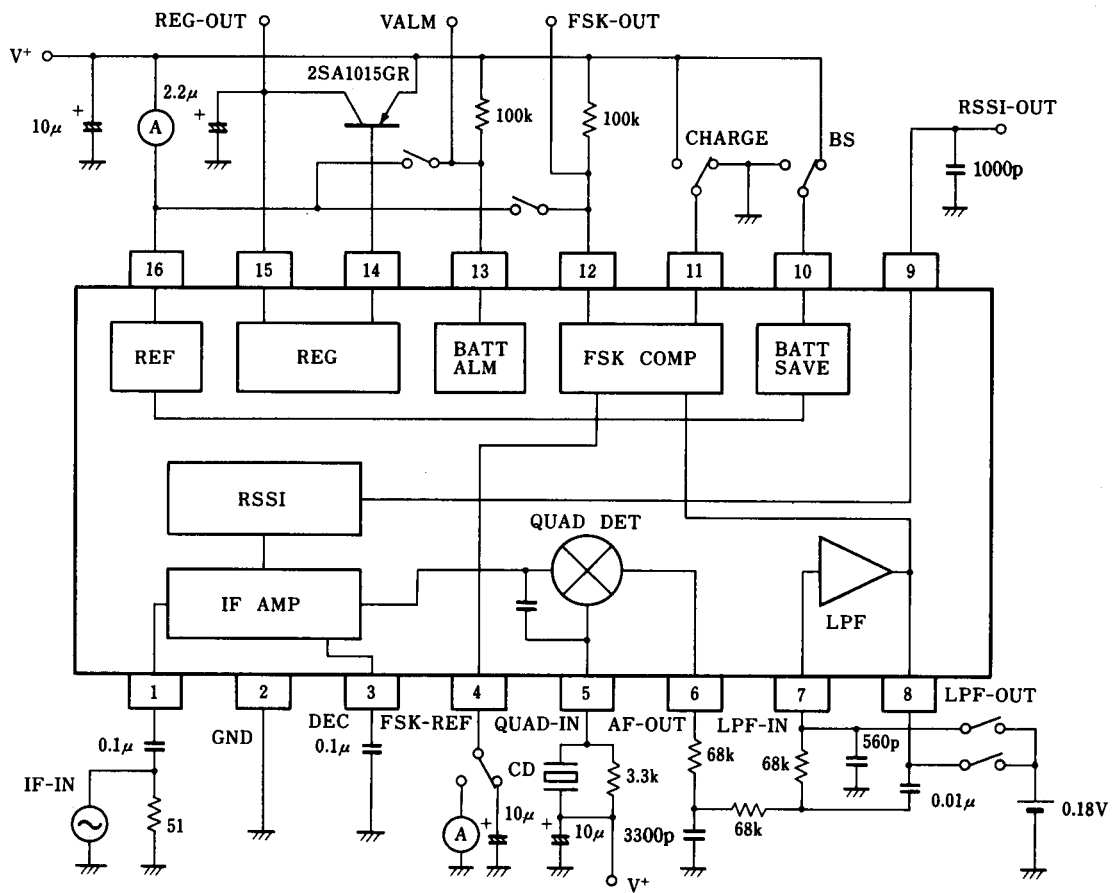 REG-OUT VALM FSK-OUT
V+
2SA1015GR
2.2μ
+
10μ
+
A
100k
100k
RSSI-OUT
CHARGE
BS
1000p
16 15 14 13 12 11 10 9
REF
REG
BATT
ALM
FSK COMP
BATT
SAVE
RSSI
QUAD DET
IF AMP
LPF
1 2 3 4 5 6 7 8
LPF-OUT
GND
DEC
FSK-REF
QUAD-IN
AF-OUT
LPF-IN
0.1μ
0.1μ
560p
IF-IN
68k
68k
CD
3.3k
51
A
+
10μ
+
10μ
3300p
68k
0.01μ
0.18V
V+